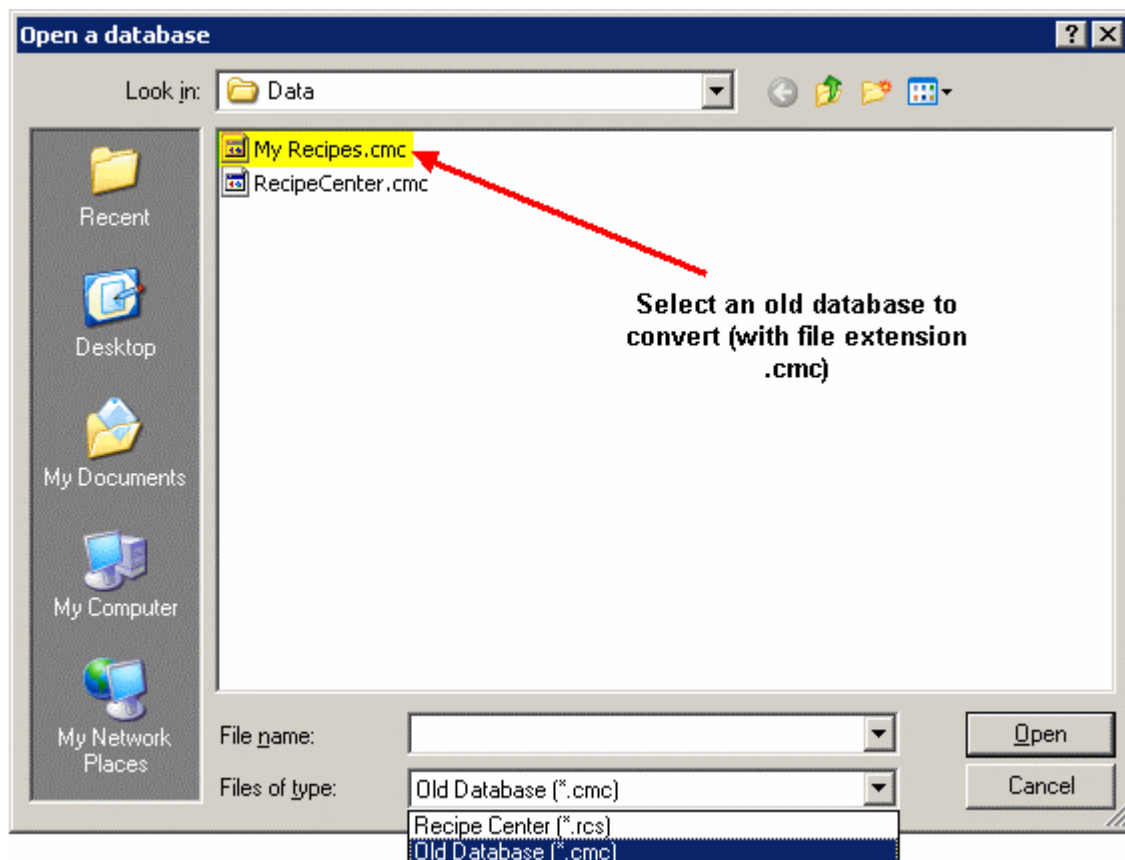 Open a database
Look in:
Data
My Recipes.cmc
RecipeCenter.cmc
Recent
Desktop
My Documents
My Computer
My Network
Places
Select an old database to
convert (with file extension
.cmc)
File name:
Open
Files of type:
Old Database (*.cmc)
Cancel
Recipe Center (*.rcs)
Old Database (*.cmc)